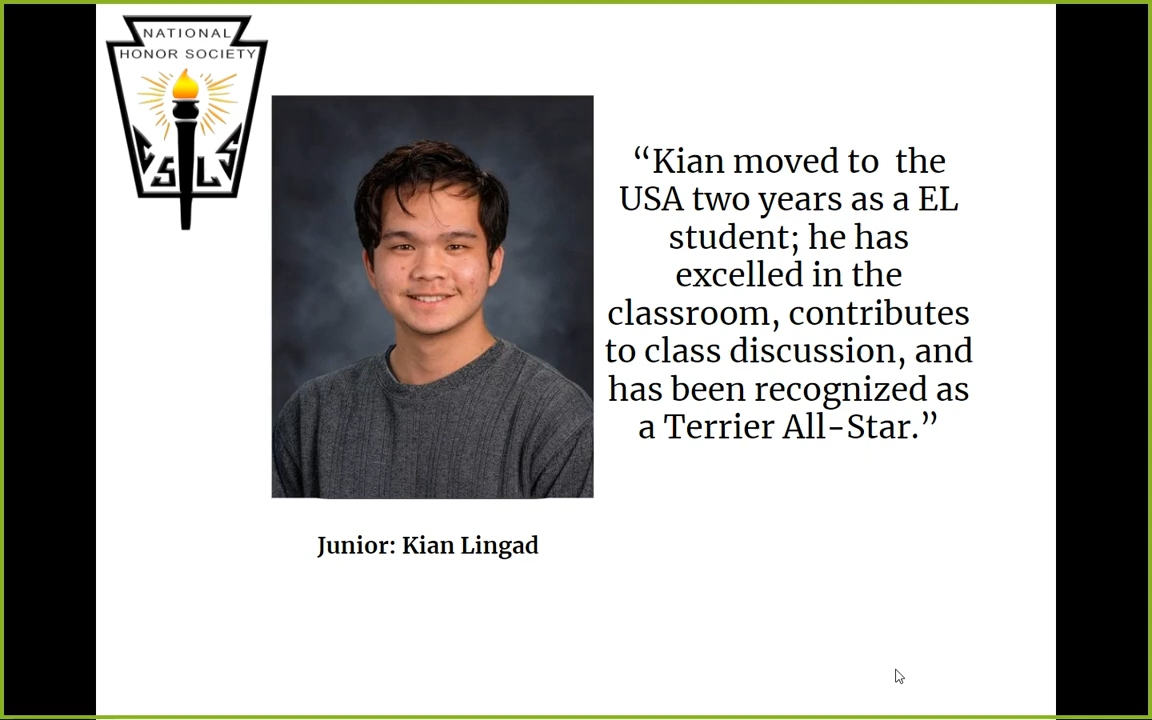 NATIONAL
HONOR SOCIETY
C S L S
“Kian moved to  the
USA two years as a EL
student; he has
excelled in the
classroom, contributes
to class discussion, and
has been recognized as
a Terrier All-Star.”
Junior: Kian Lingad